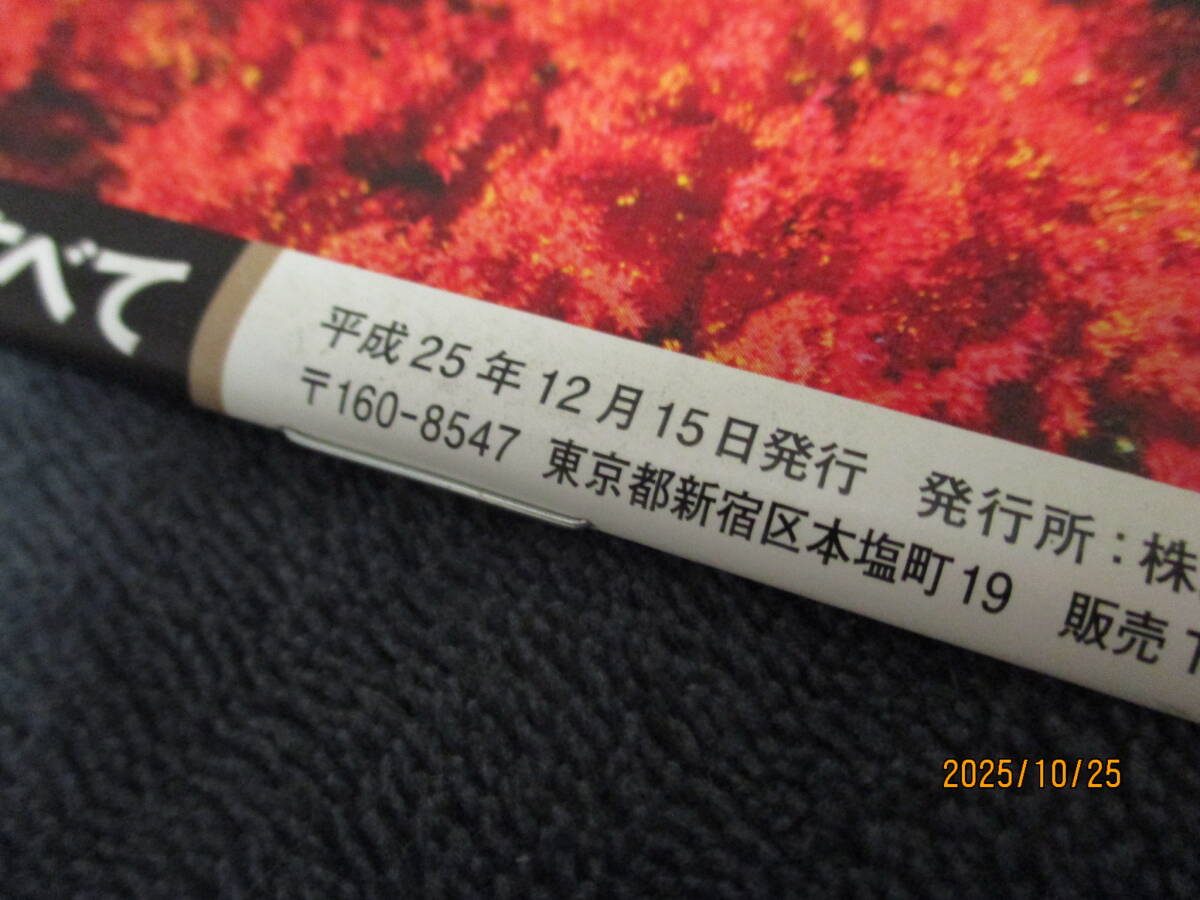 すべて
平成25年12月15日発行　発行所：株
〒160-8547 東京都新宿区本塩町19　販売
2025/10/25